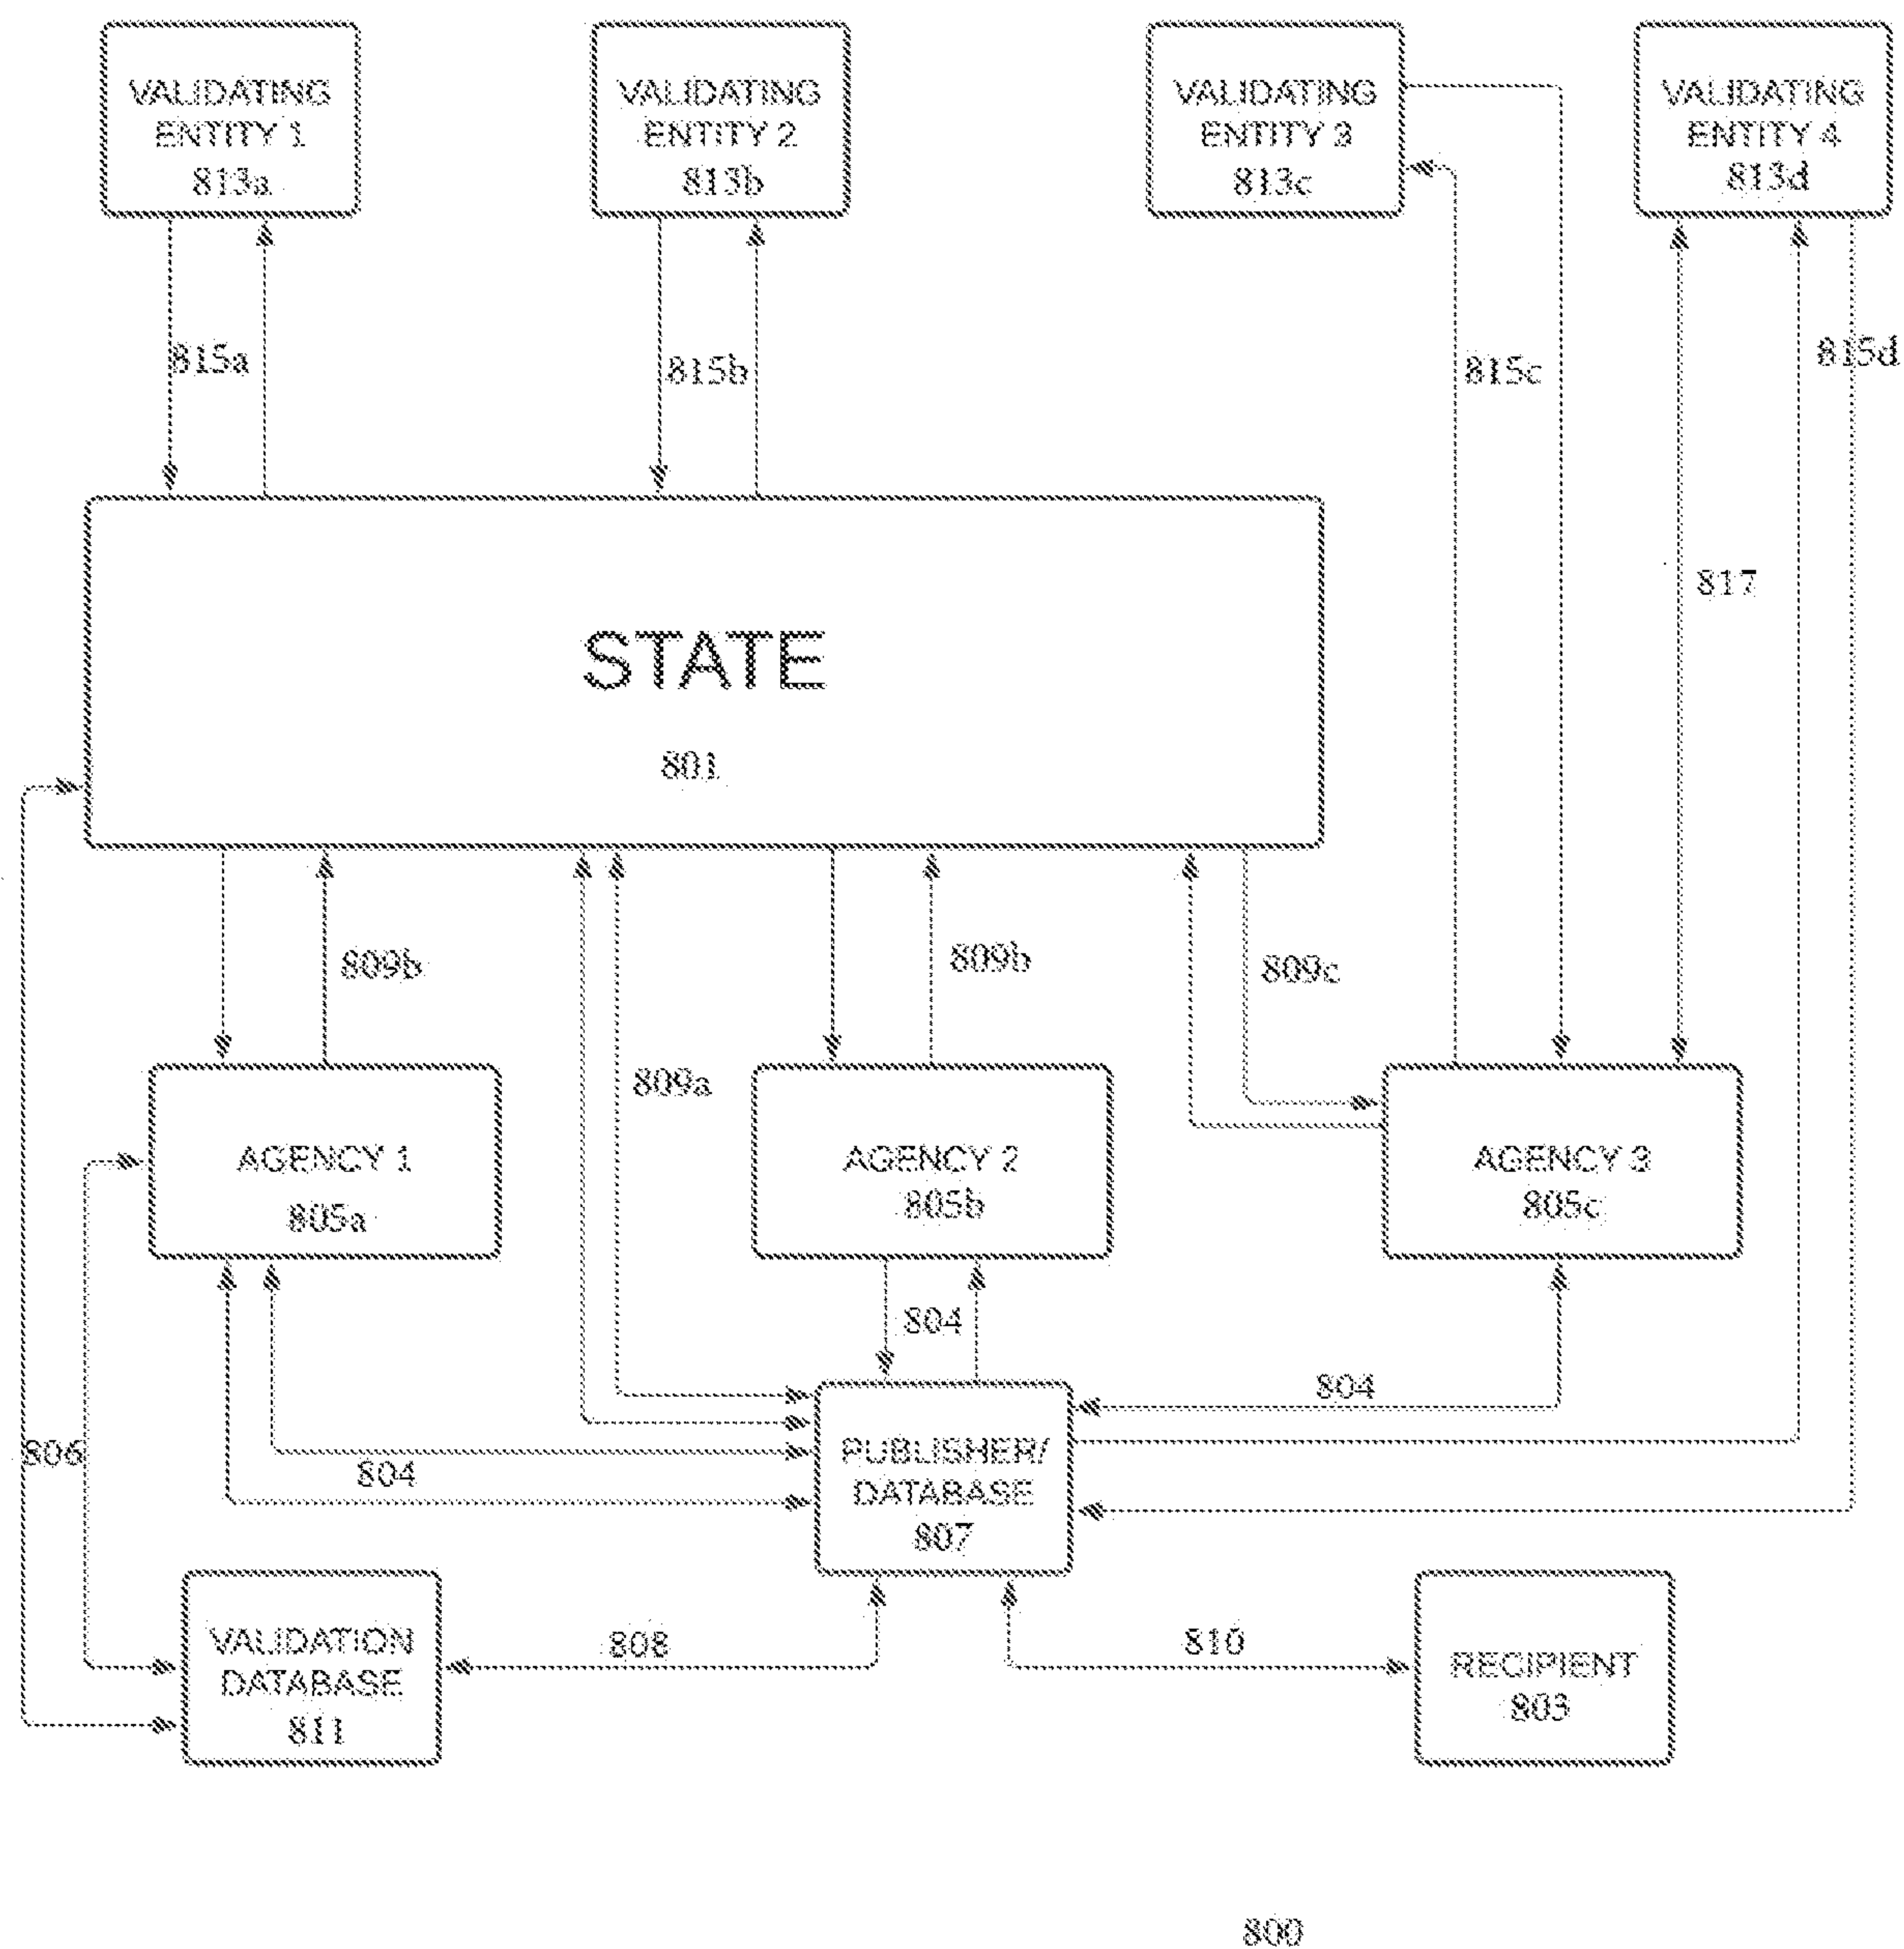 VALIDATING
ENTITY 1
813a
VALIDATING
ENTITY 2
813b
VALIDATING
ENTITY 3
813c
VALIDATING
ENTITY 4
813d
815a
815b
815c
815d
817
STATE
801
809b
809b
809c
809a
AGENCY 1
805a
AGENCY 2
805b
AGENCY 3
805c
804
804
806
804
PUBLISHER/
DATABASE
807
VALIDATION
DATABASE
811
808
810
RECIPIENT
803
800